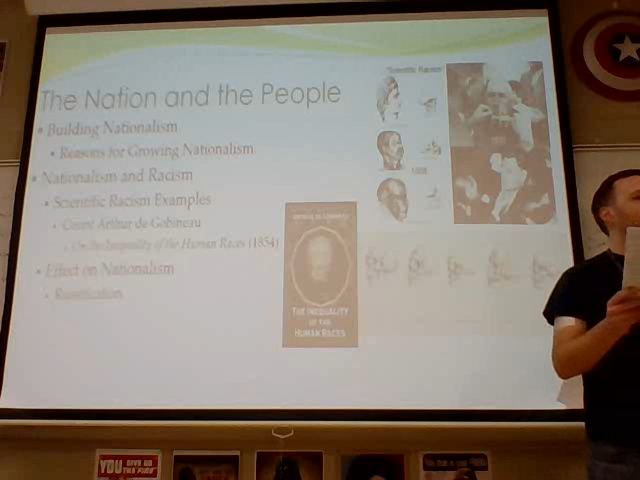 The Nation and the People
• Building Nationalism
• Reasons for Growing Nationalism
• Nationalism and Racism
• Scientific Racism Examples
• Count Arthur de Gobineau
• On the Inequality of the Human Races (1854)
• Effect on Nationalism
"Scientific Racism"
THE INEQUALITY
OF THE
HUMAN RACES
YOU